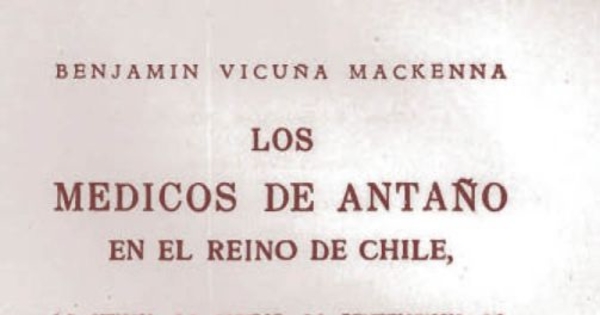 BENJAMIN VICUÑA MACKENNA
LOS
MEDICOS DE ANTAÑO
EN EL REINO DE CHILE,